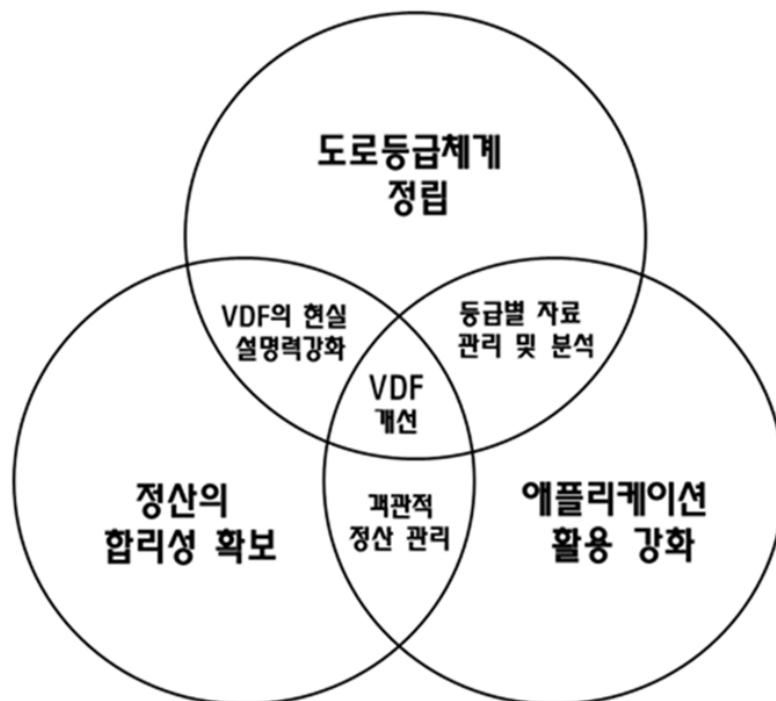 도로등급체계
정립
VDF의 현실
설명력강화
등급별 자료
관리 및 분석
VDF
개선
정산의
합리성 확보
객관적
정산 관리
애플리케이션
활용 강화